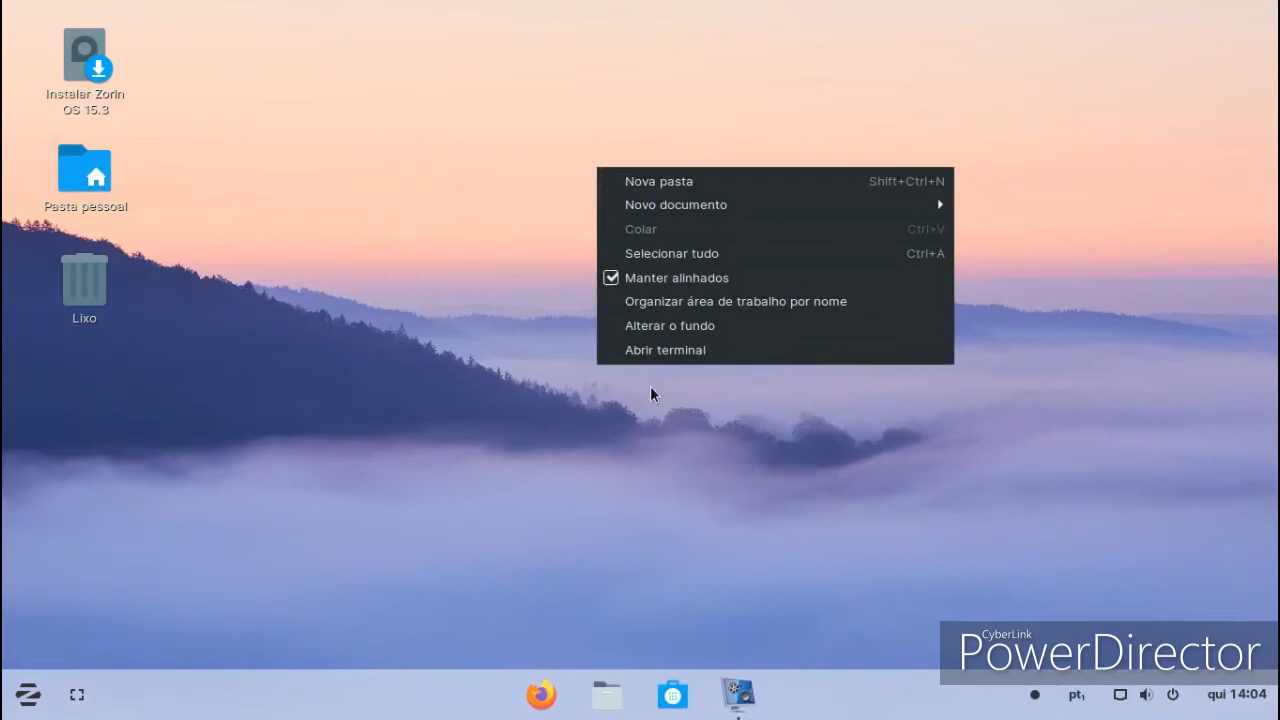 Instalar Zorin
OS 15.3
Pasta pessoal
Lixo
Nova pasta Shift+Ctrl+N
Novo documento
Colar Ctrl+V
Selecionar tudo Ctrl+A
Manter alinhados
Organizar área de trabalho por nome
Alterar o fundo
Abrir terminal
CyberLink
PowerDirector
pt₁ qui 14:04